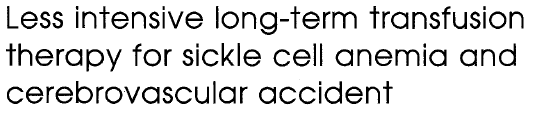 Less intensive long-term transfusion
therapy for sickle cell anemia and
cerebrovascular accident